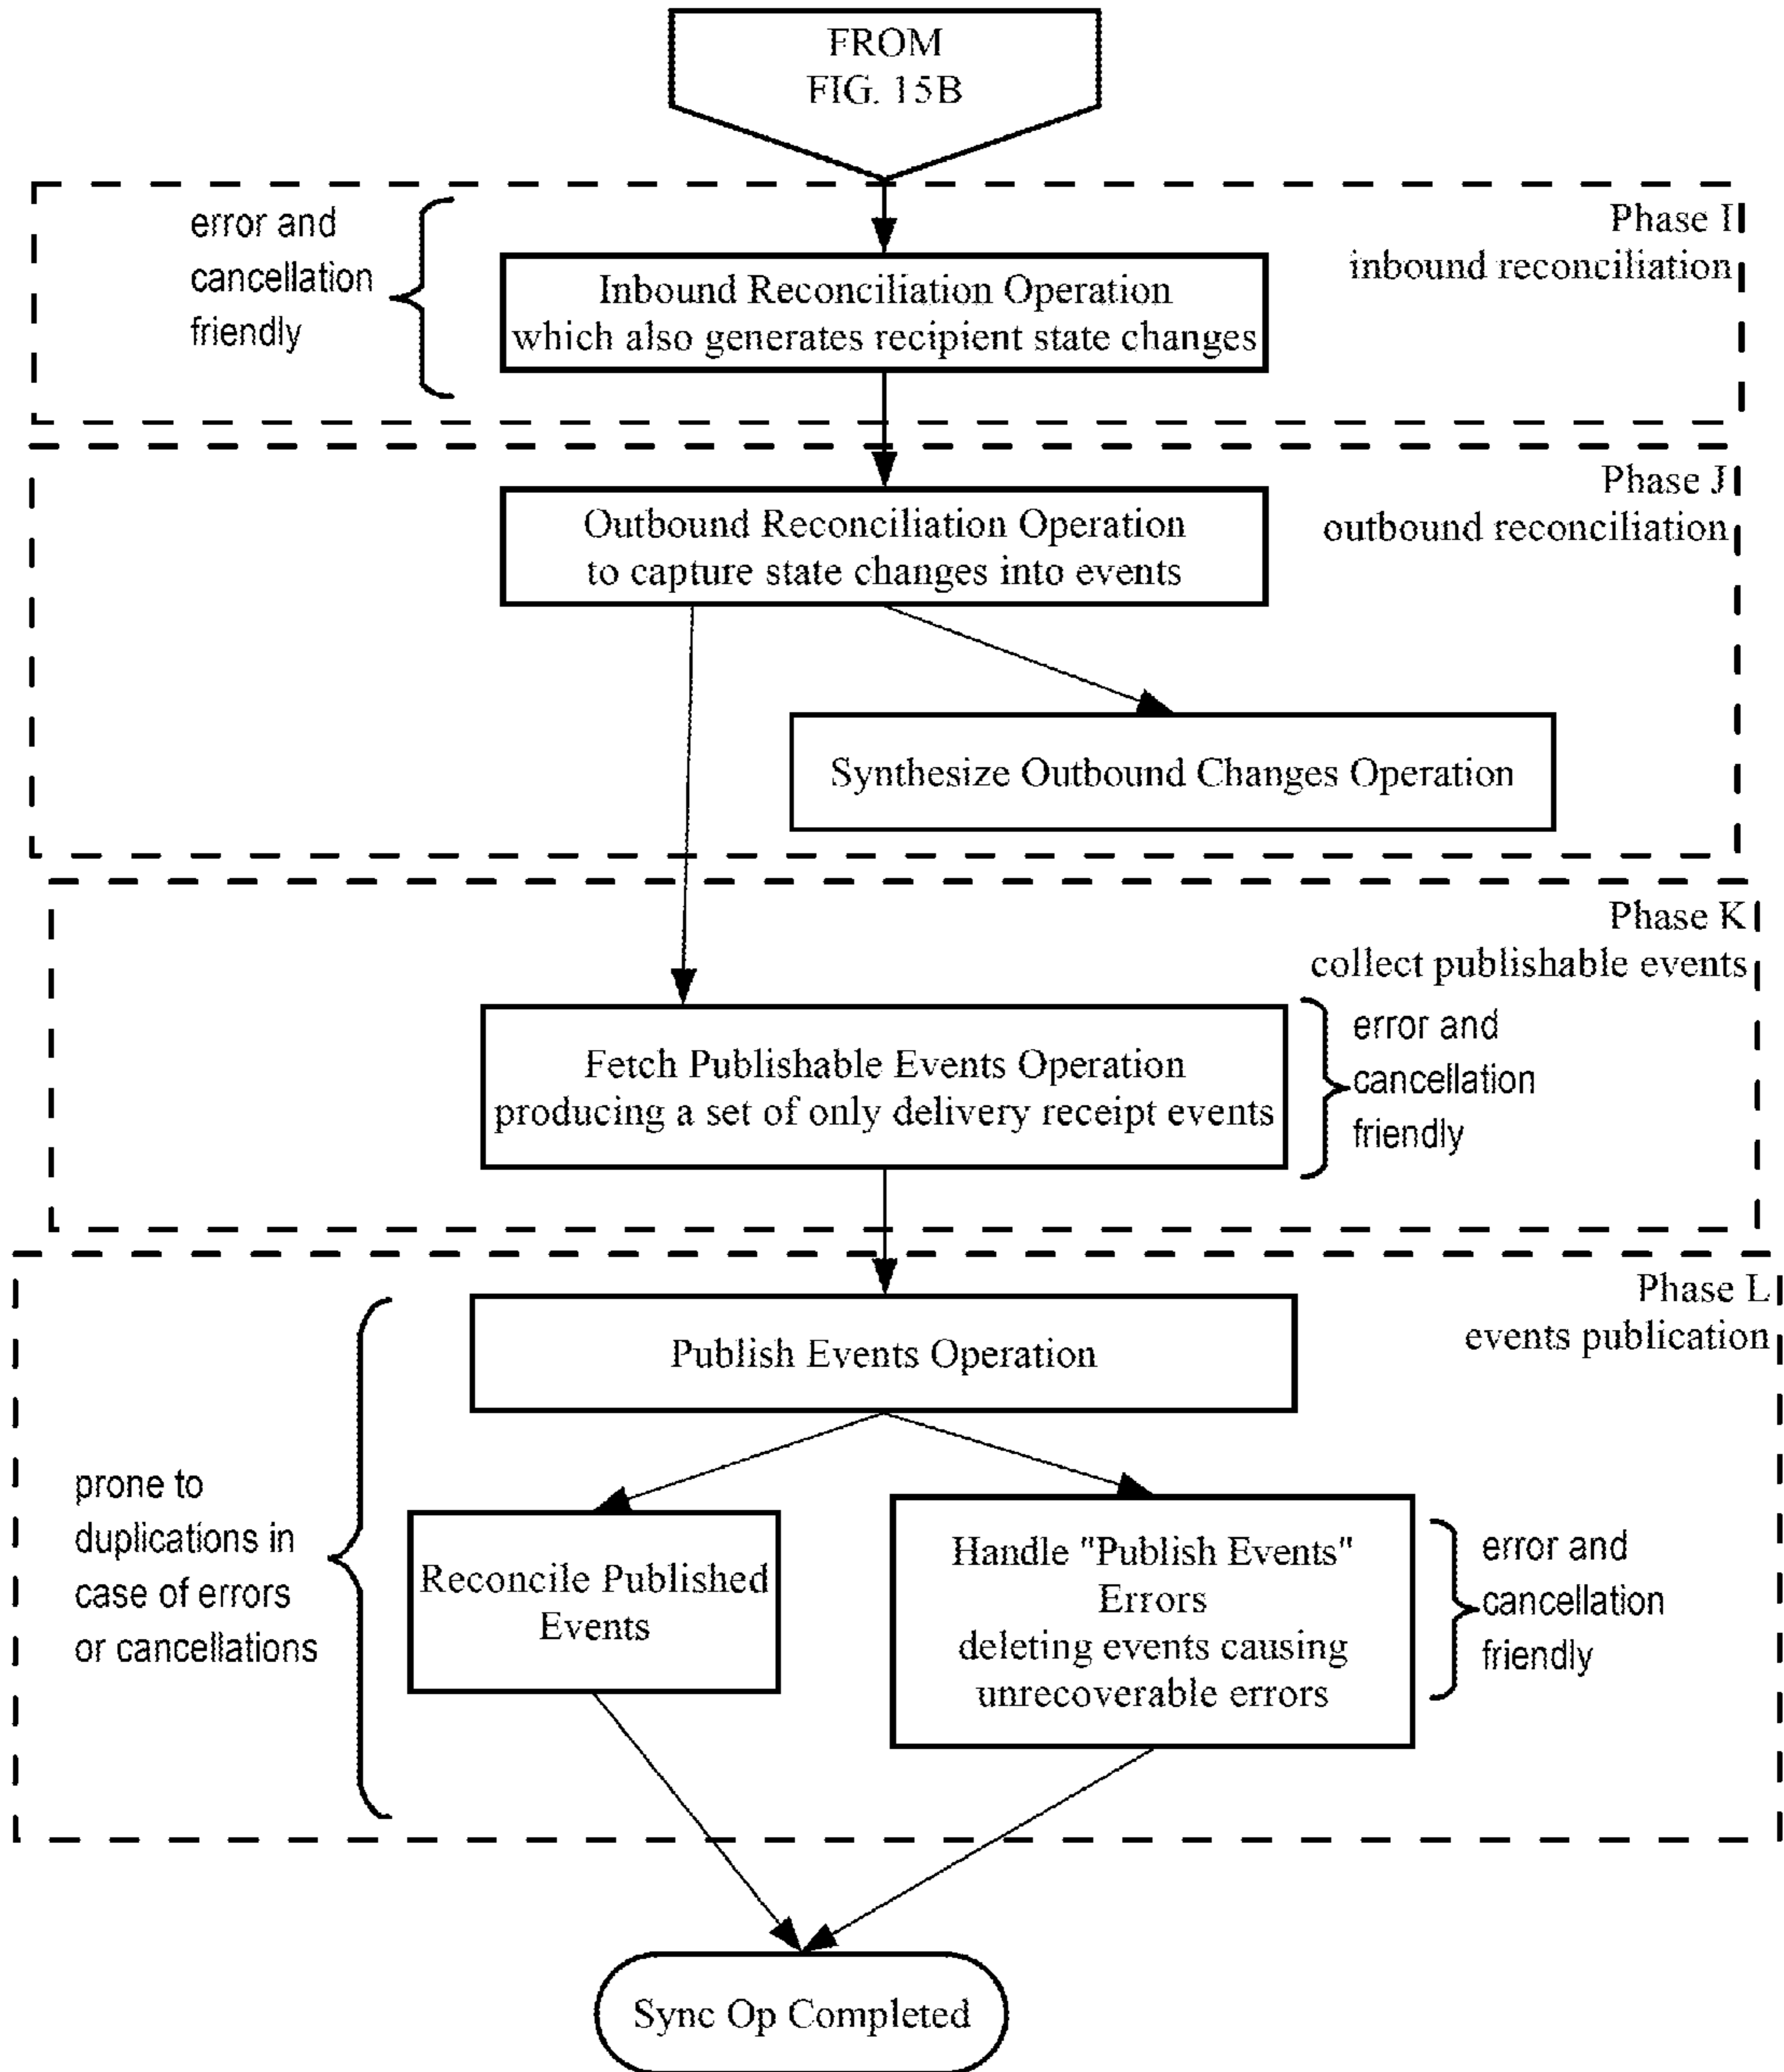 FROM
FIG. 15B
Phase I
inbound reconciliation
error and
cancellation
friendly
Inbound Reconciliation Operation
which also generates recipient state changes
Phase J
outbound reconciliation
Outbound Reconciliation Operation
to capture state changes into events
Synthesize Outbound Changes Operation
Phase K
collect publishable events
Fetch Publishable Events Operation
producing a set of only delivery receipt events
error and
cancellation
friendly
Phase L
events publication
Publish Events Operation
prone to
duplications in
case of errors
or cancellations
Reconcile Published
Events
Handle "Publish Events"
Errors
deleting events causing
unrecoverable errors
error and
cancellation
friendly
Sync Op Completed